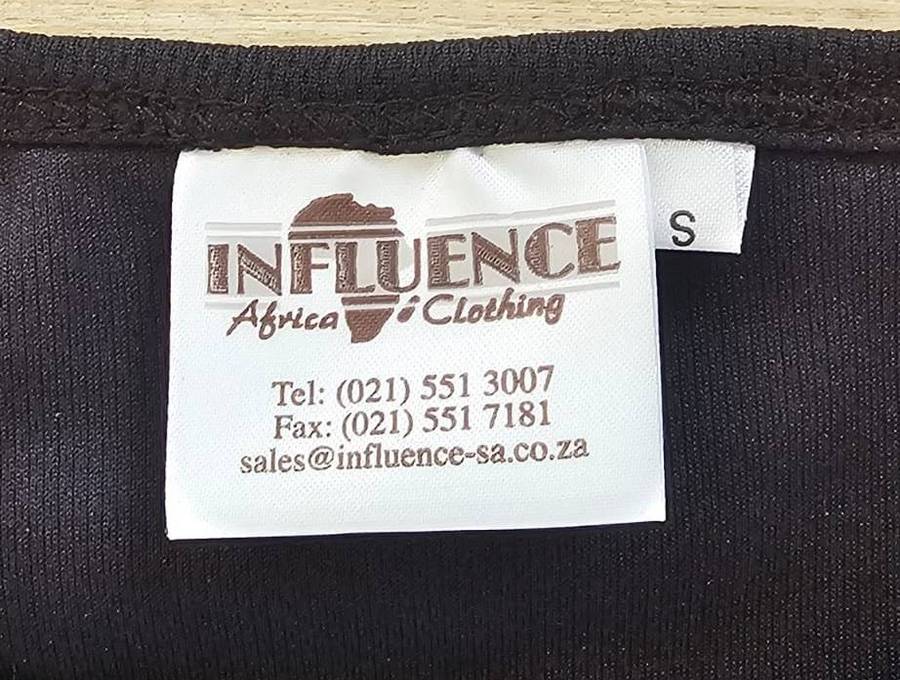 INFLUENCE
Africa Clothing
S
Tel: (021) 551 3007
Fax: (021) 551 7181
sales@influence-sa.co.za